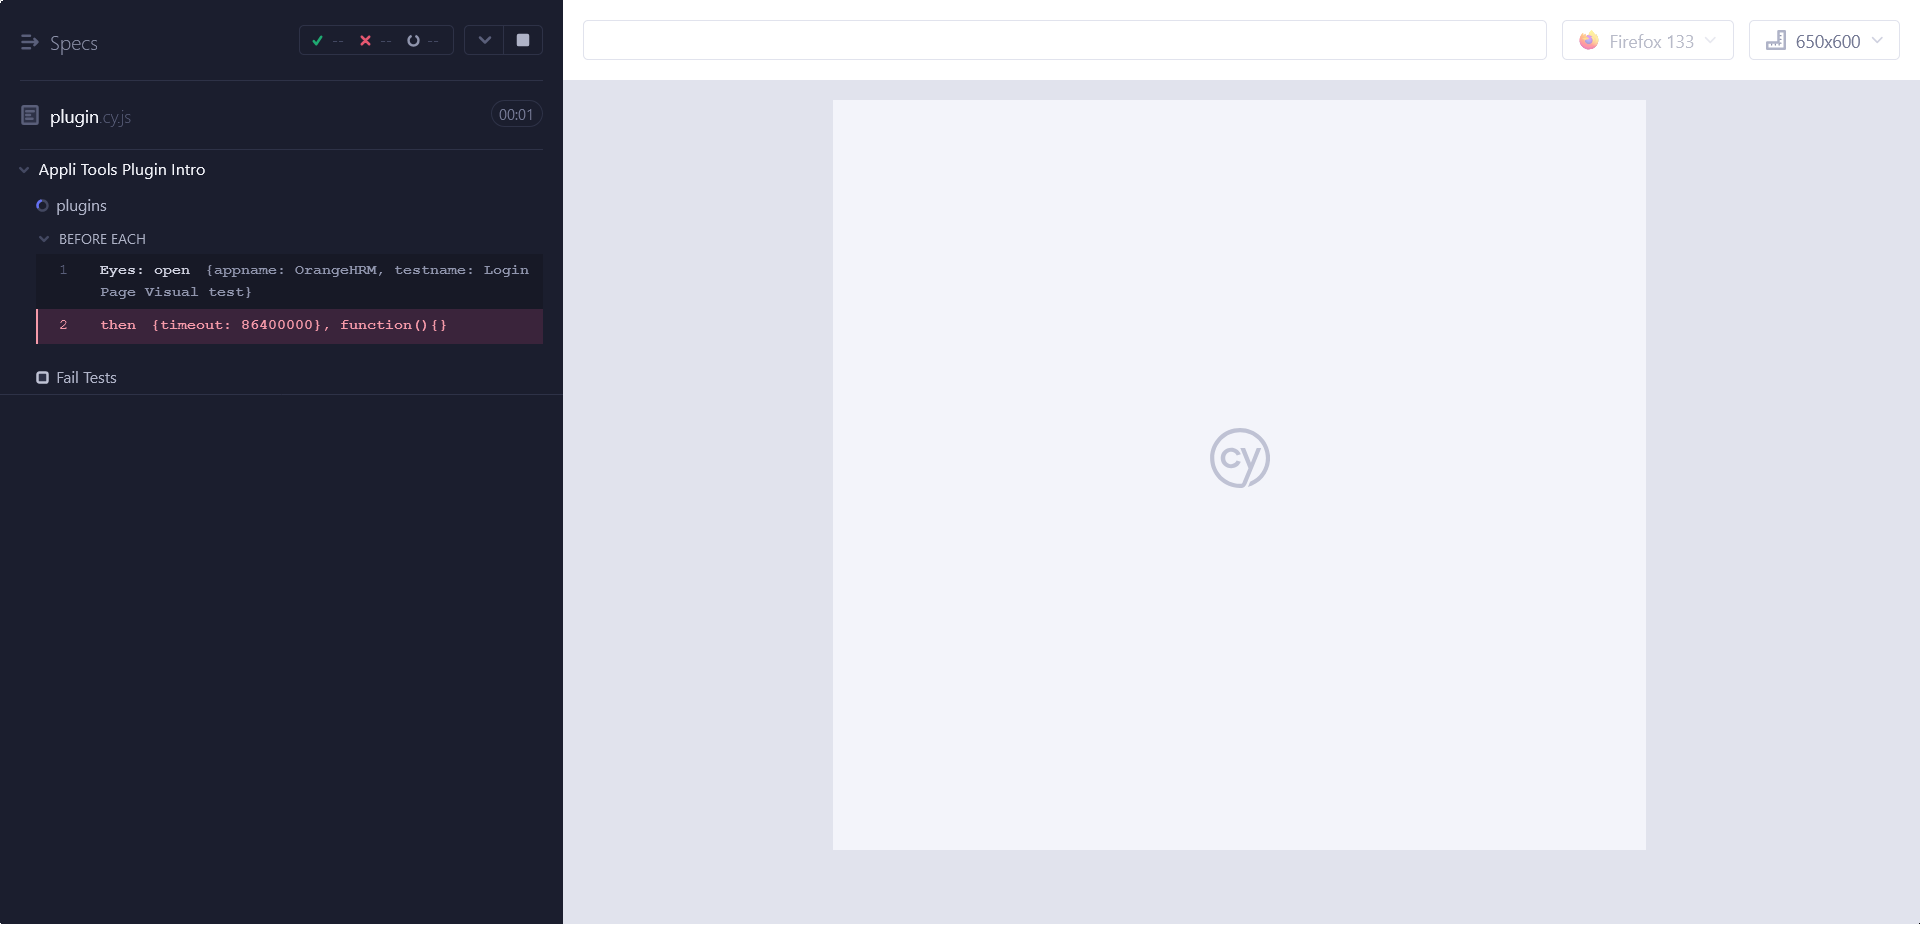 Specs
-- -- --
Firefox 133
650x600
plugin.cy.js
00:01
Appli Tools Plugin Intro
plugins
BEFORE EACH
1 Eyes: open {appname: OrangeHRM, testname: Login
Page Visual test}
2 then {timeout: 86400000}, function(){}
Fail Tests
cy